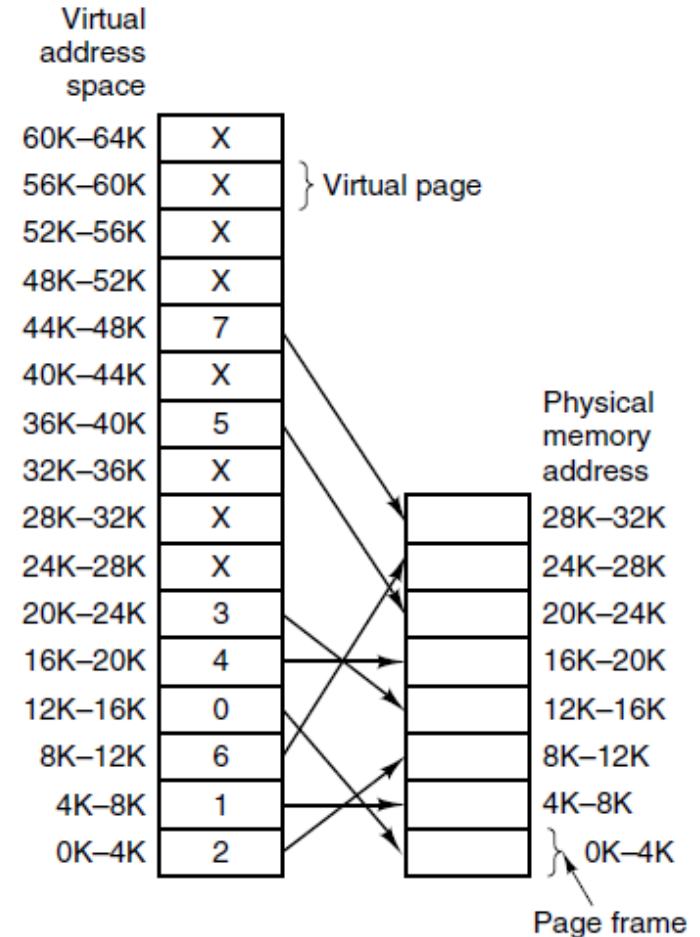 Virtual
address
space
60K–64K X
56K–60K X Virtual page
52K–56K X
48K–52K X
44K–48K 7
40K–44K X
36K–40K 5
32K–36K X
28K–32K X
24K–28K X
20K–24K 3
16K–20K 4
12K–16K 0
8K–12K 6
4K–8K 1
0K–4K 2
Physical
memory
address
28K–32K
24K–28K
20K–24K
16K–20K
12K–16K
8K–12K
4K–8K
0K–4K
Page frame